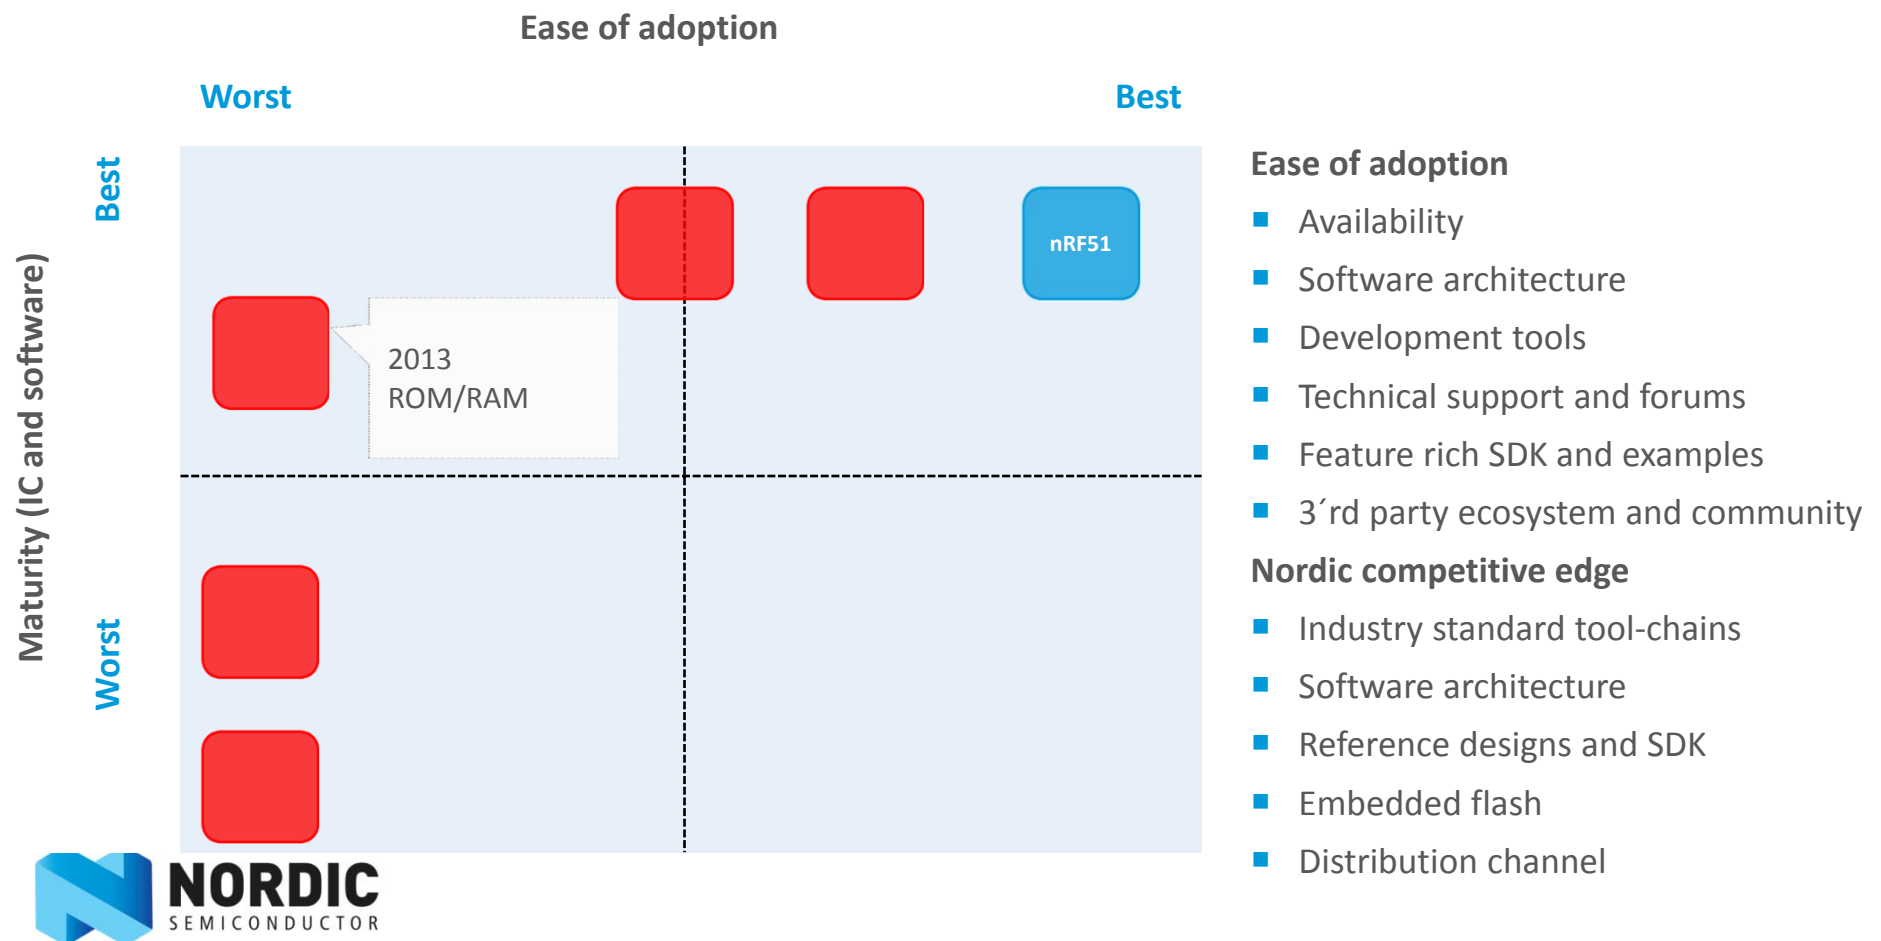 Ease of adoption
Worst
Best
Best
Worst
Maturity (IC and software)
nRF51
2013
ROM/RAM
Ease of adoption
Availability
Software architecture
Development tools
Technical support and forums
Feature rich SDK and examples
3´rd party ecosystem and community
Nordic competitive edge
Industry standard tool-chains
Software architecture
Reference designs and SDK
Embedded flash
Distribution channel
NORDIC
SEMICONDUCTOR